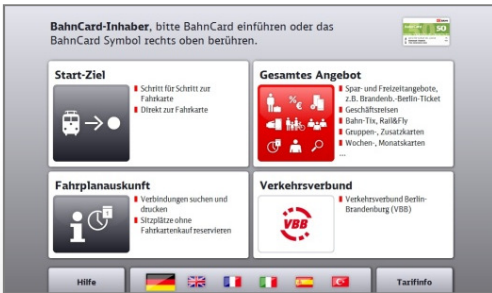 BahnCard-Inhaber, bitte BahnCard einführen oder das
BahnCard Symbol rechts oben berühren.
50
Start-Ziel
Schritt für Schritt zur
Fahrkarte
Direkt zur Fahrkarte
Gesamtes Angebot
Spar- und Freizeitangebote,
z.B. Brandenb.-Berlin-Ticket
Geschäftsreisen
Bahn-Tix, Rail&Fly
Gruppen-, Zusatzkarten
Wochen-, Monatskarten
...
% €
Fahrplanauskunft
Verbindungen suchen und
drucken
Sitzplätze ohne
Fahrkartenkauf reservieren
Verkehrsverbund
Verkehrsverbund Berlin-
Brandenburg (VBB)
VBB
Hilfe
Tarifinfo